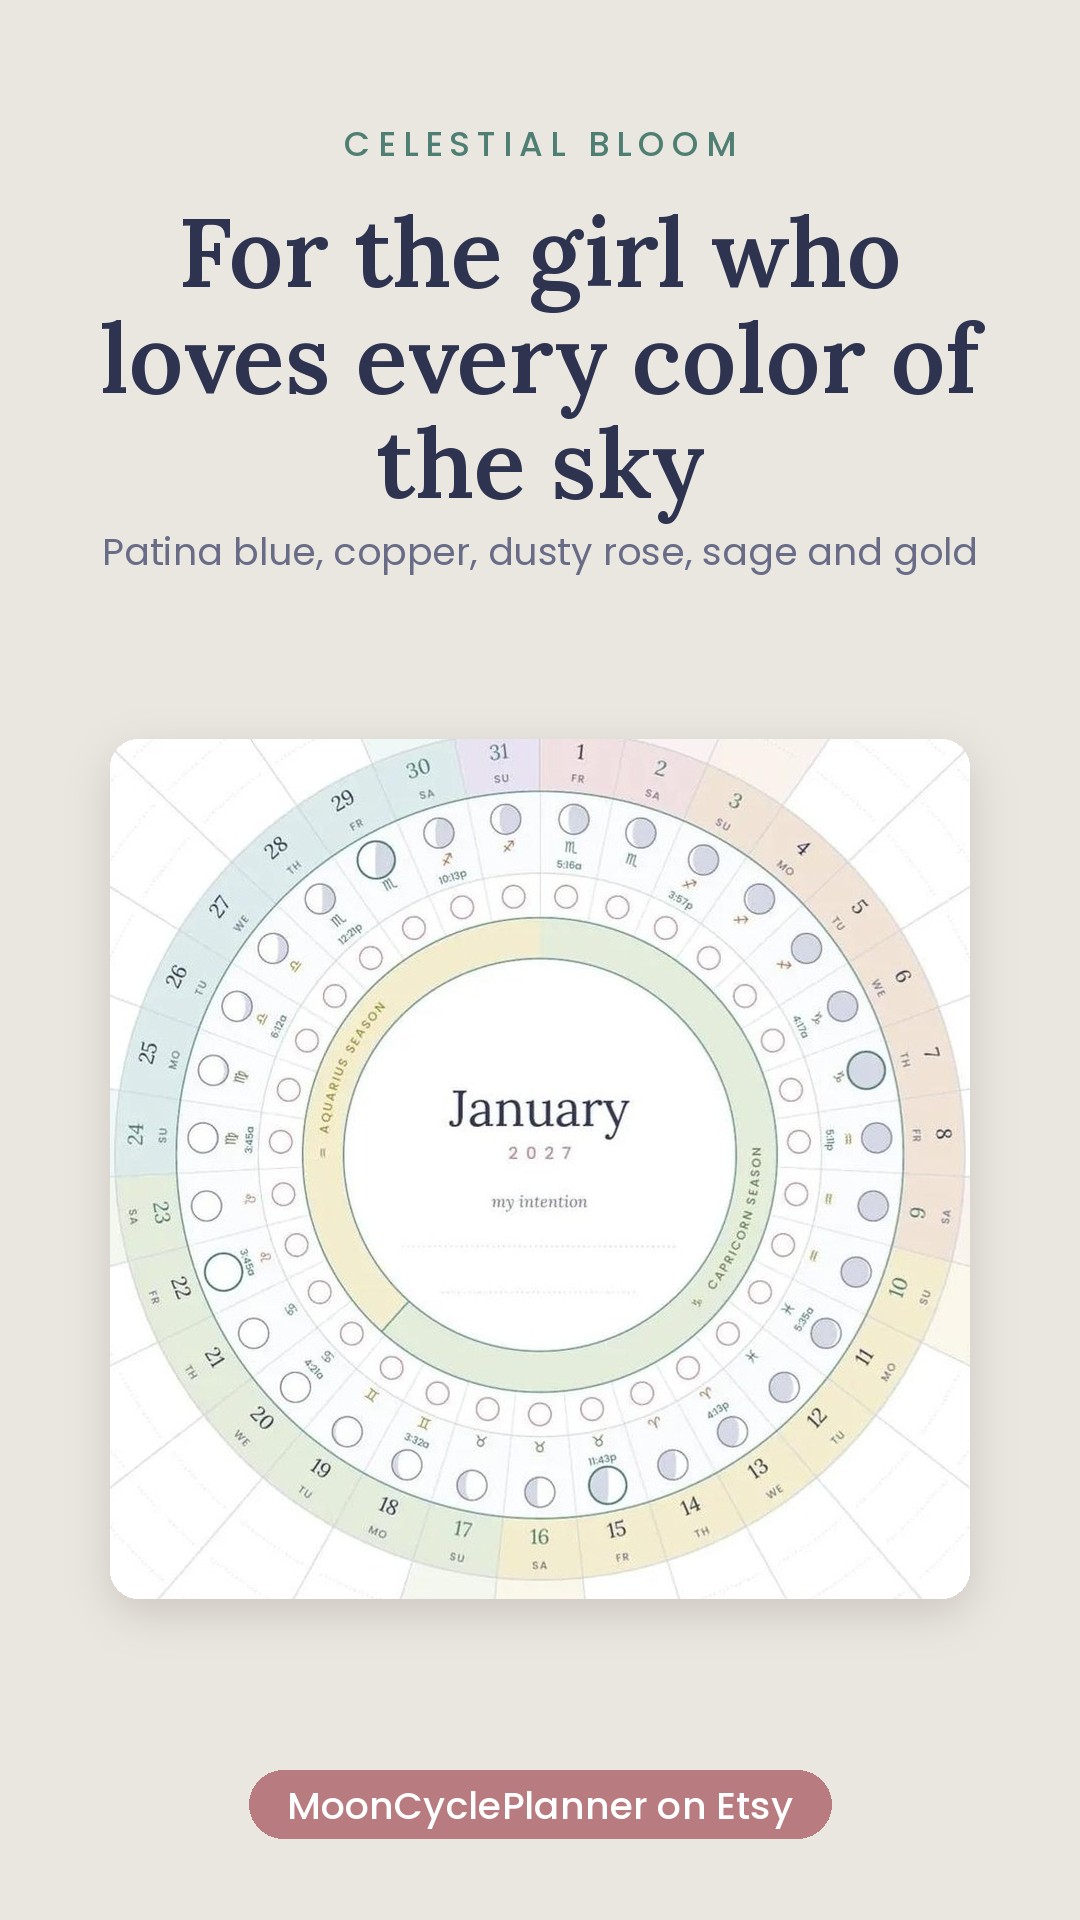 CELESTIAL BLOOM
For the girl who
loves every color of
the sky
Patina blue, copper, dusty rose, sage and gold
1
FR
♏
5:16a
2
SA
♏
3
SU
♐
3:57p
4
MO
♐
5
TU
♐
6
WE
♑
4:17a
7
TH
♑
8
FR
♒
5:11p
9
SA
♒
10
SU
♒
11
MO
♓
5:35a
12
TU
♓
13
WE
♈
4:13p
14
TH
♈
15
FR
♉
11:43p
16
SA
♉
17
SU
♉
18
MO
♊
3:32a
19
TU
♊
20
WE
♋
4:21a
21
TH
♋
22
FR
♌
3:45a
23
SA
♌
24
SU
♍
3:45a
25
MO
♍
26
TU
♎
6:12a
27
WE
♎
28
TH
♏
12:21p
29
FR
♏
30
SA
♐
10:13p
31
SU
♐
♒ AQUARIUS SEASON
♑ CAPRICORN SEASON
January
2027
my intention
MoonCyclePlanner on Etsy